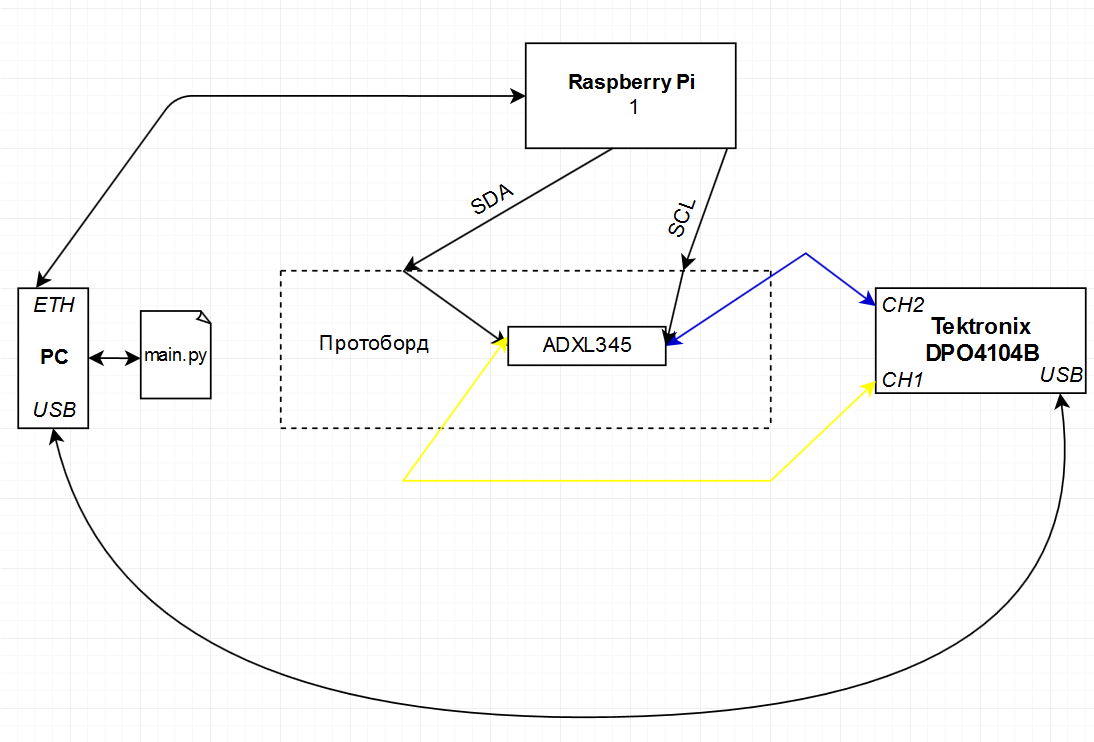 Raspberry Pi
1
SDA
SCL
ETH
PC
USB
main.py
Протоборд
ADXL345
CH2
Tektronix
DPO4104B
USB
CH1